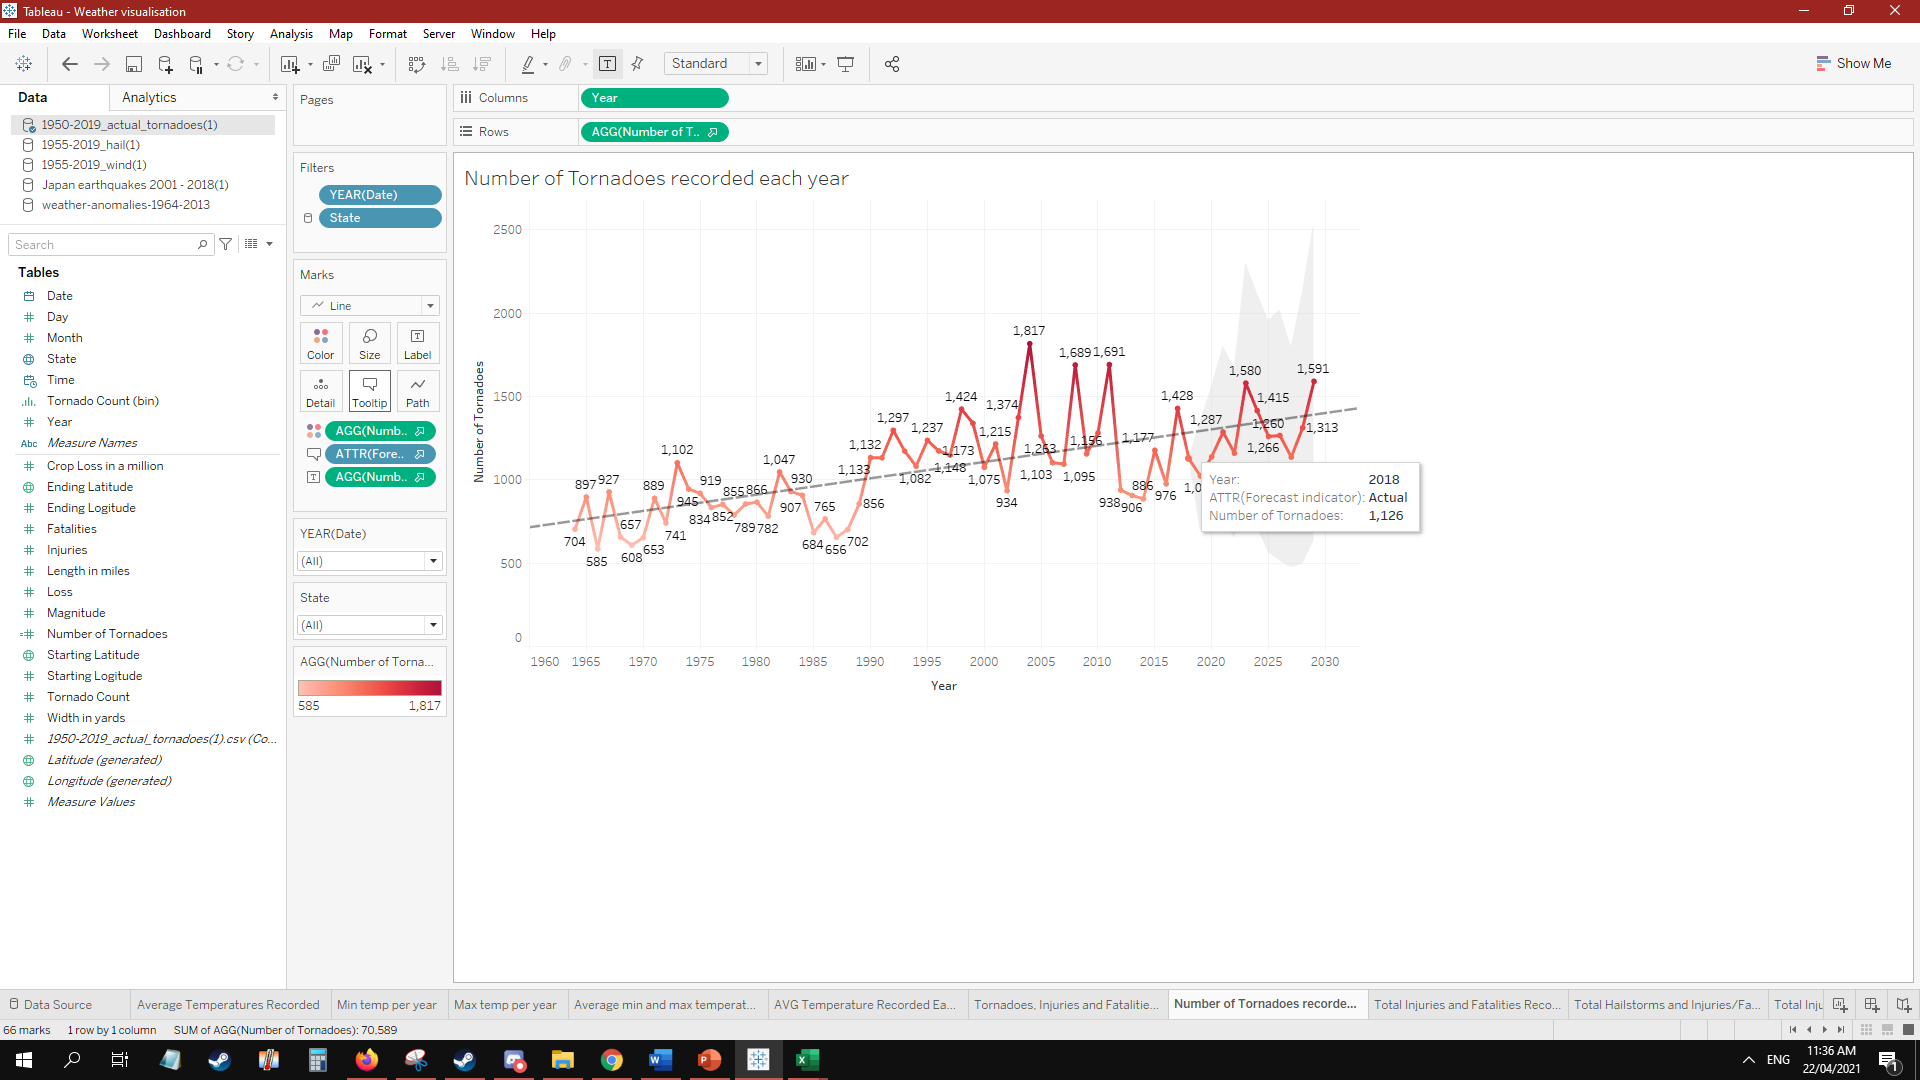 Tableau - Weather visualisation
File Data Worksheet Dashboard Story Analysis Map Format Server Window Help
Standard
Show Me
Data
Analytics
1950-2019_actual_tornadoes(1)
1955-2019_hail(1)
1955-2019_wind(1)
Japan earthquakes 2001 - 2018(1)
weather-anomalies-1964-2013
Search
Tables
Date
Day
Month
State
Time
Tornado Count (bin)
Year
Abc Measure Names
Crop Loss in a million
Ending Latitude
Ending Logitude
Fatalities
Injuries
Length in miles
Loss
Magnitude
Number of Tornadoes
Starting Latitude
Starting Logitude
Tornado Count
Width in yards
1950-2019_actual_tornadoes(1).csv (Co...
Latitude (generated)
Longitude (generated)
Measure Values
Pages
Filters
YEAR(Date)
State
Marks
Line
Color Size Label
Detail Tooltip Path
AGG(Numb..
ATTR(Fore..
AGG(Numb..
YEAR(Date)
(All)
State
(All)
AGG(Number of Torna...
585 1,817
Columns
Year
Rows
AGG(Number of T..
Number of Tornadoes recorded each year
Number of Tornadoes
2500
2000
1500
1000
500
0
1960 1965 1970 1975 1980 1985 1990 1995 2000 2005 2010 2015 2020 2025 2030
Year
704
897
585
927
657
608
653
889
741
1,102
945
919
834
852
855
789
866
782
1,047
930
907
684
765
656
702
856
1,133
1,132
1,297
1,082
1,237
1,148
1,173
1,424
1,075
1,215
934
1,374
1,817
1,263
1,103
1,095
1,689
1,156
1,691
938
906
886
1,177
976
1,428
1,287
1,580
1,415
1,260
1,266
1,313
1,591
Year: 2018
ATTR(Forecast indicator): Actual
Number of Tornadoes: 1,126
Data Source
Average Temperatures Recorded
Min temp per year
Max temp per year
Average min and max temperat...
AVG Temperature Recorded Ea...
Tornadoes, Injuries and Fatalitie...
Number of Tornadoes recorde...
Total Injuries and Fatalities Reco...
Total Hailstorms and Injuries/Fa...
Total Inju
66 marks 1 row by 1 column SUM of AGG(Number of Tornadoes): 70,589
ENG
11:36 AM
22/04/2021
1